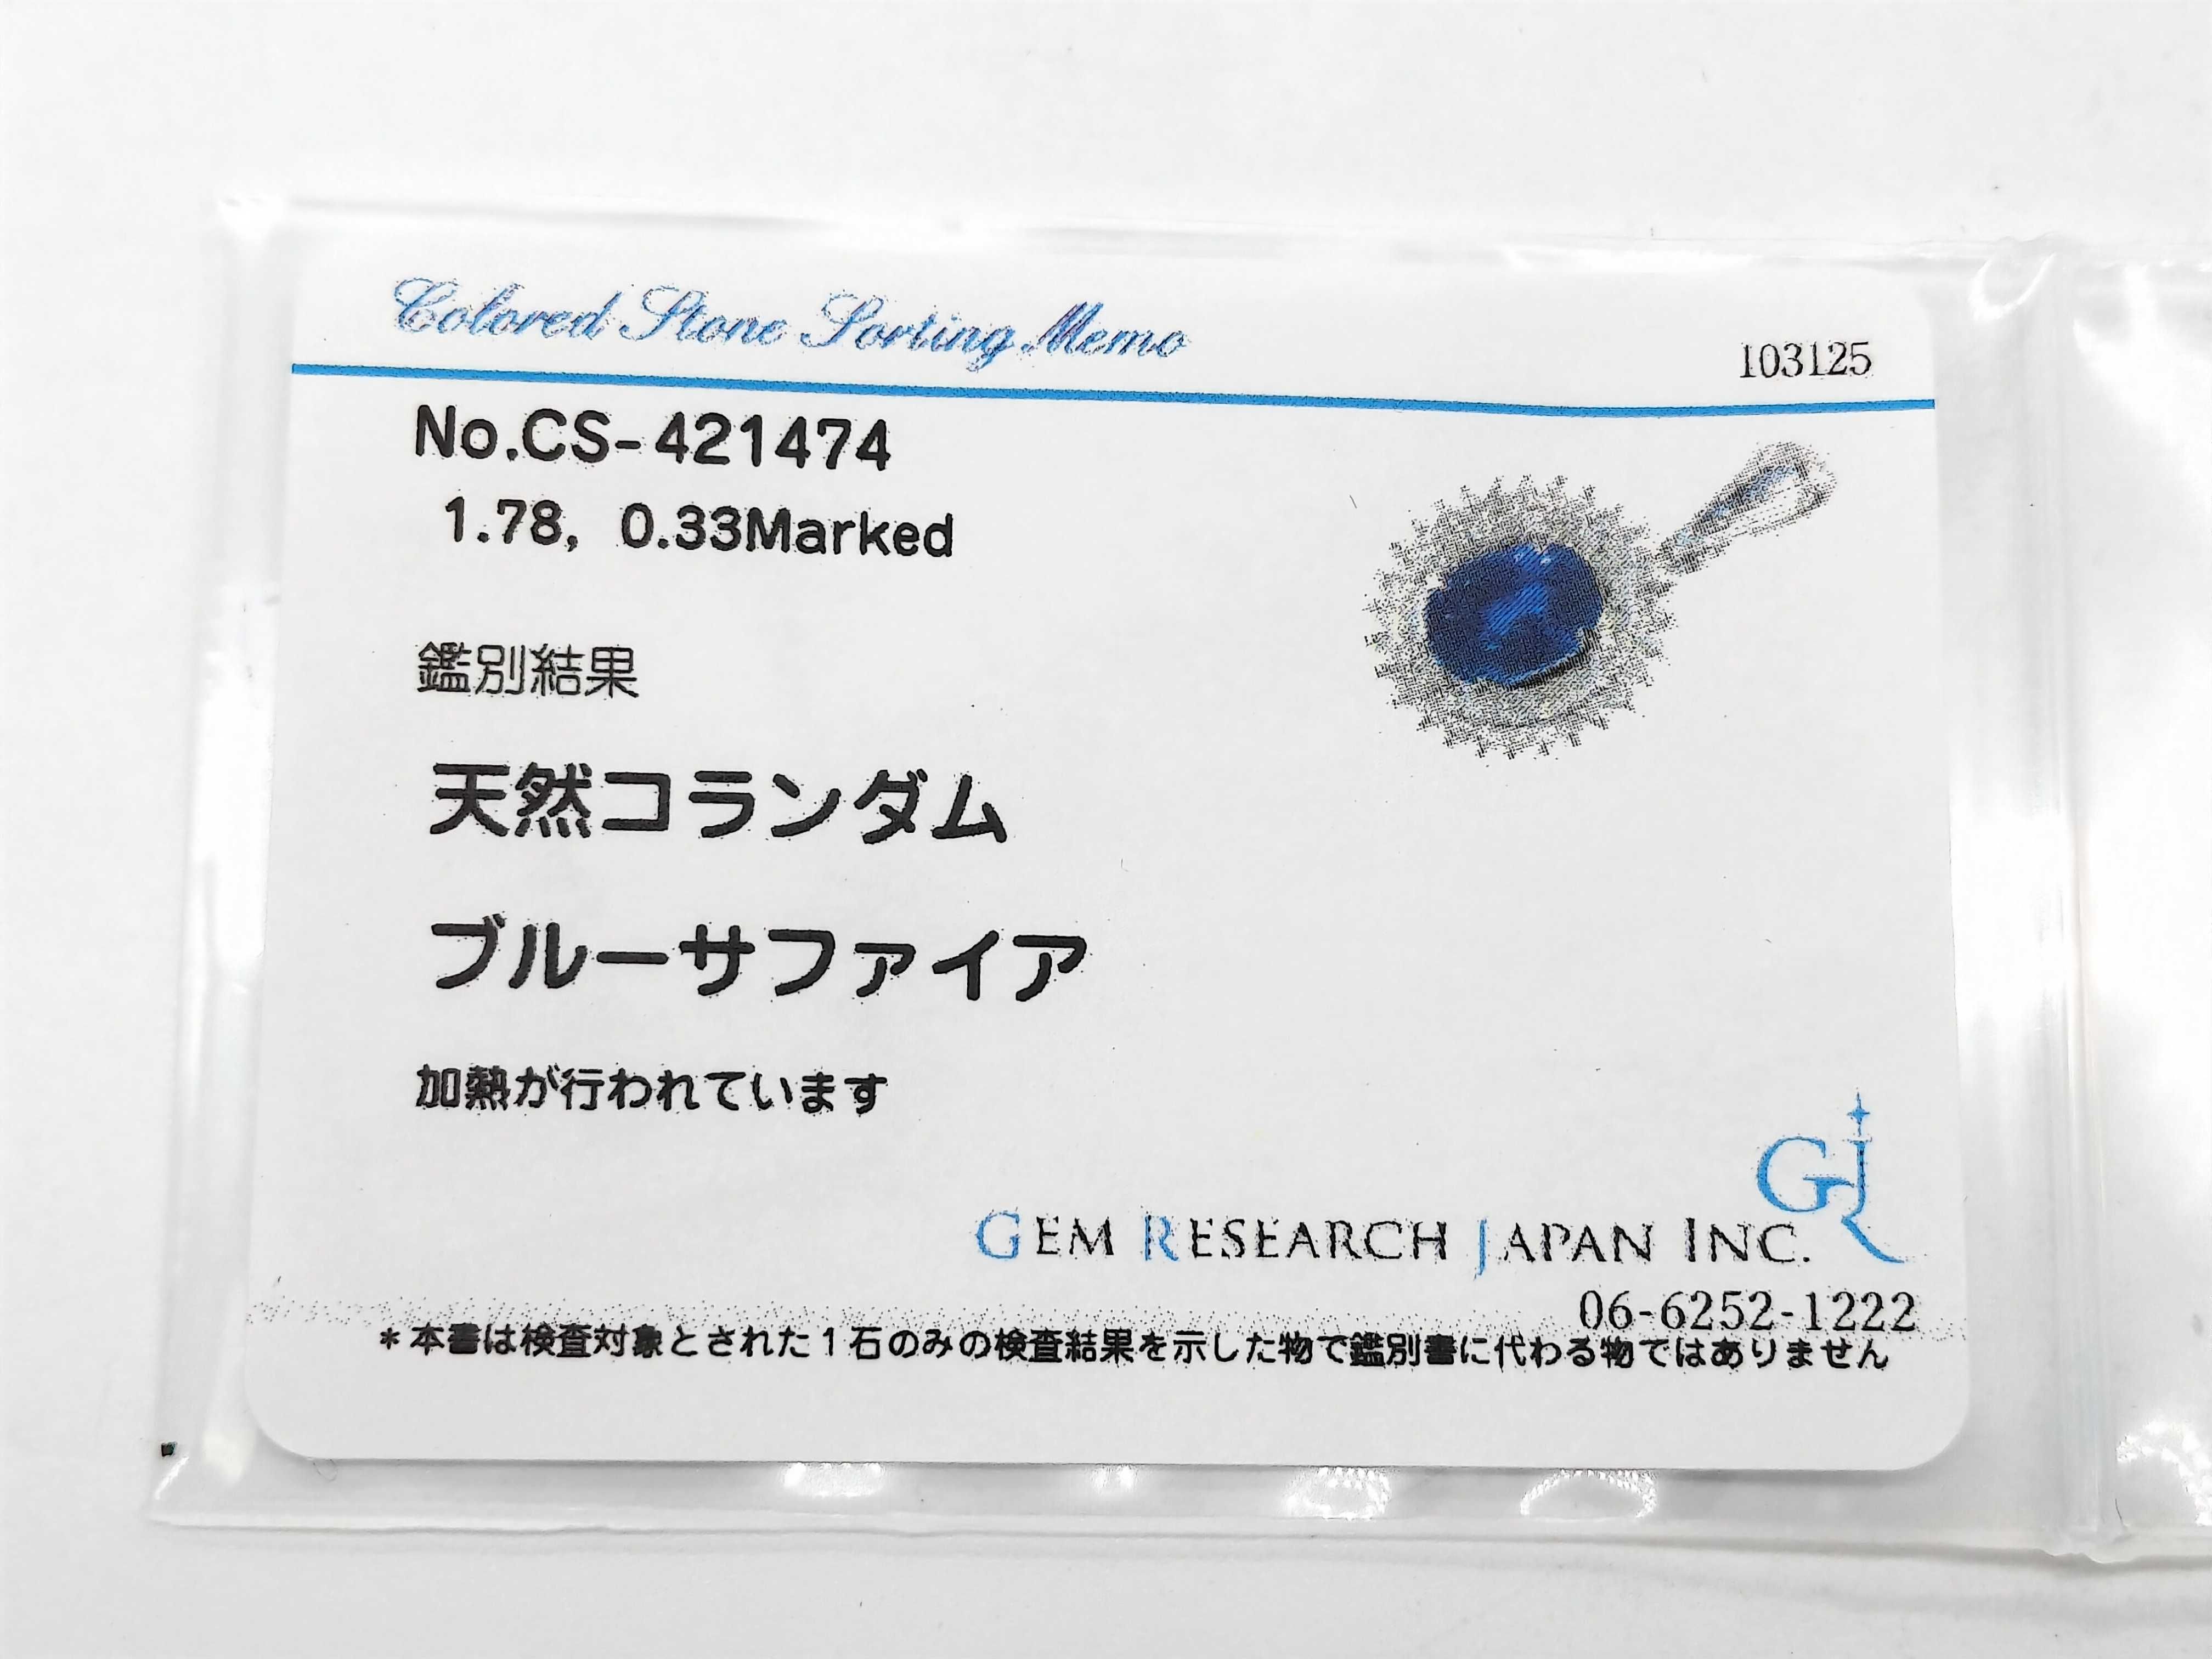 Colored Stone Sorting Memo
103125
No.CS-421474
1.78, 0.33Marked
鑑別結果
天然コランダム
ブルーサファイア
加熱が行われています
GRJ
GEM RESEARCH JAPAN INC.
06-6252-1222
*本書は検査対象とされた1石のみの検査結果を示した物で鑑別書に代わる物ではありません